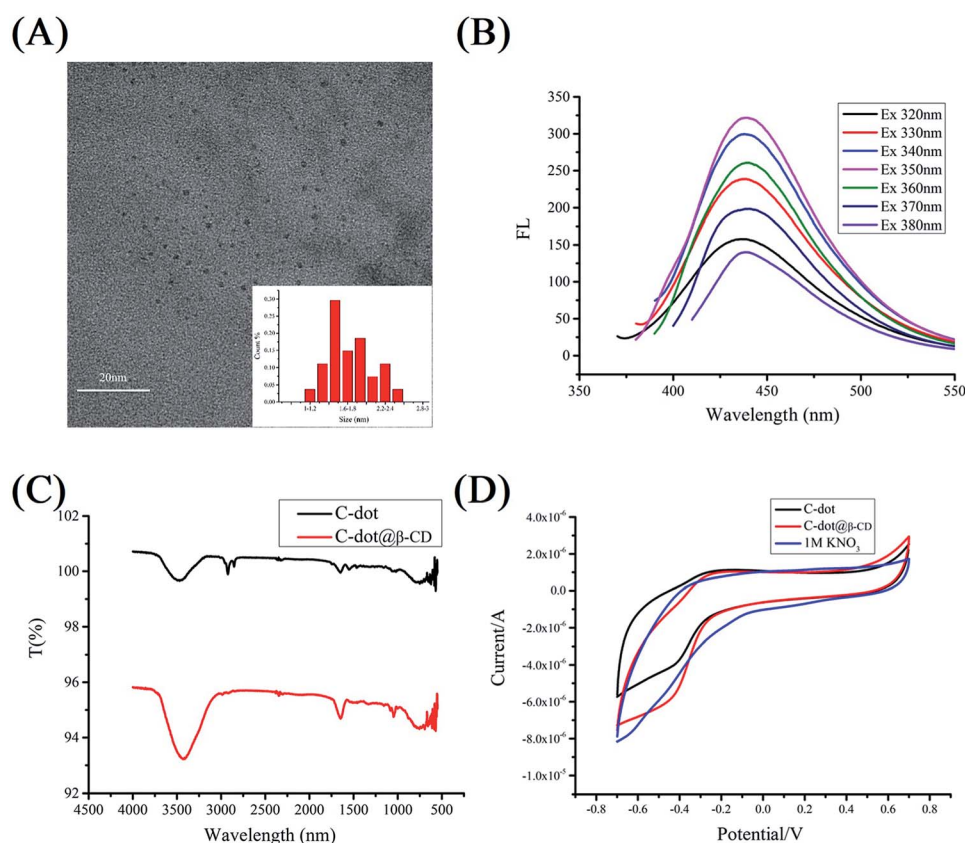 (A)
20nm
Count %
0.30
0.25
0.20
0.15
0.10
0.05
0.00
1-1.2
1.6-1.8
2.2-2.4
2.8-3
Size (nm)
(B)
FL
350
300
250
200
150
100
50
0
350
400
450
500
550
Wavelength (nm)
Ex 320nm
Ex 330nm
Ex 340nm
Ex 350nm
Ex 360nm
Ex 370nm
Ex 380nm
(C)
C-dot
C-dot@β-CD
T(%)
102
100
98
96
94
92
4500 4000 3500 3000 2500 2000 1500 1000 500 0
Wavelength (nm)
(D)
C-dot
C-dot@β-CD
1M KNO₃
Current/A
4.0x10⁻⁶
2.0x10⁻⁶
0.0
-2.0x10⁻⁶
-4.0x10⁻⁶
-6.0x10⁻⁶
-8.0x10⁻⁶
-1.0x10⁻⁵
-0.8 -0.6 -0.4 -0.2 0.0 0.2 0.4 0.6 0.8
Potential/V